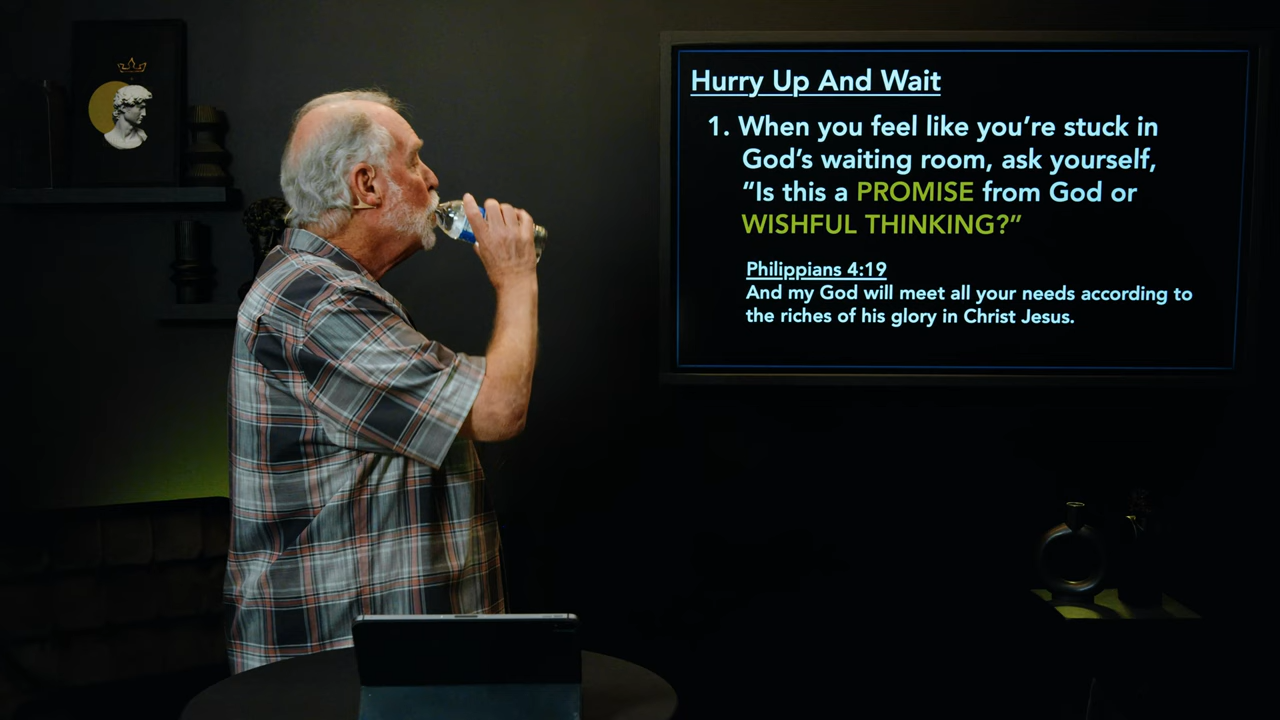 Hurry Up And Wait
1. When you feel like you’re stuck in
God’s waiting room, ask yourself,
“Is this a PROMISE from God or
WISHFUL THINKING?”
Philippians 4:19
And my God will meet all your needs according to
the riches of his glory in Christ Jesus.